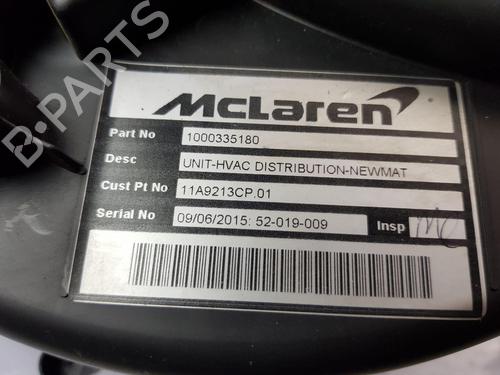 McLaren
Part No 1000335180
Desc UNIT-HVAC DISTRIBUTION-NEWMAT
Cust Pt No 11A9213CP.01
Serial No 09/06/2015: 52-019-009 Insp MC
B-PARTS